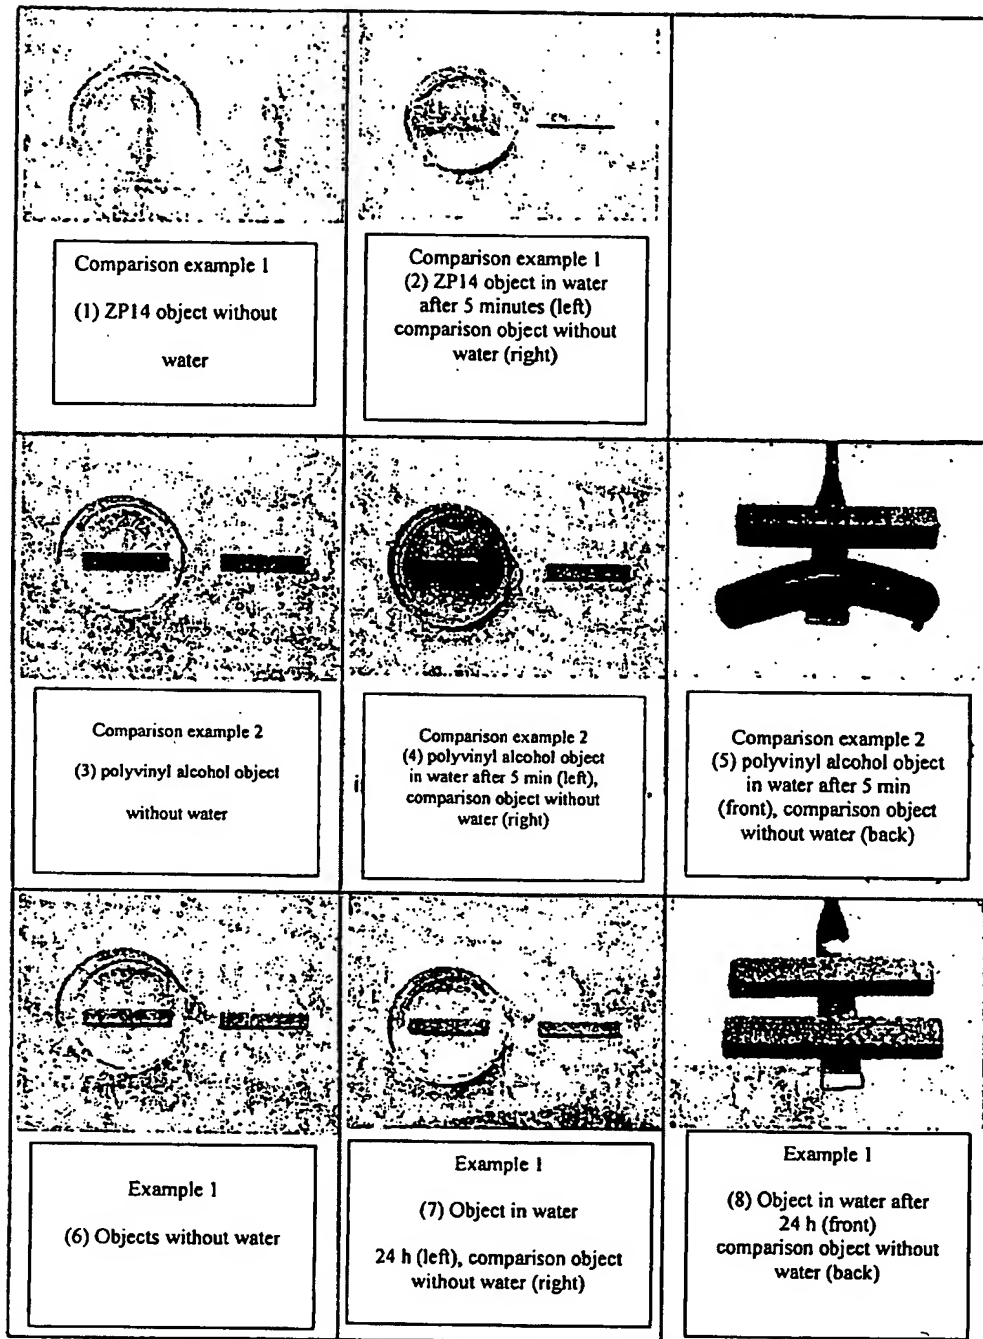 Comparison example 1
(1) ZP14 object without
water
Comparison example 1
(2) ZP14 object in water
after 5 minutes (left)
comparison object without
water (right)
Comparison example 2
(3) polyvinyl alcohol object
without water
Comparison example 2
(4) polyvinyl alcohol object
in water after 5 min (left),
comparison object without
water (right)
Comparison example 2
(5) polyvinyl alcohol object
in water after 5 min
(front), comparison object
without water (back)
Example 1
(6) Objects without water
Example 1
(7) Object in water
24 h (left), comparison object
without water (right)
Example 1
(8) Object in water after
24 h (front)
comparison object without
water (back)